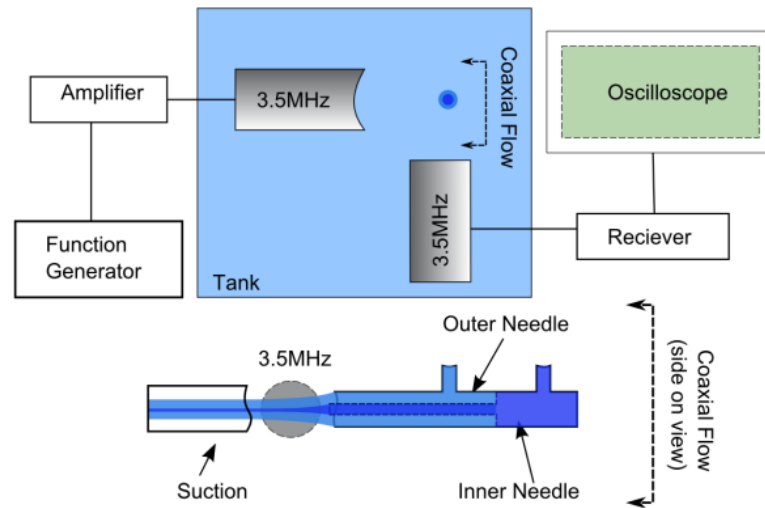 Amplifier
3.5MHz
Coaxial Flow
Oscilloscope
Function
Generator
3.5MHz
Reciever
Tank
Outer Needle
3.5MHz
Coaxial Flow
(side on view)
Suction
Inner Needle